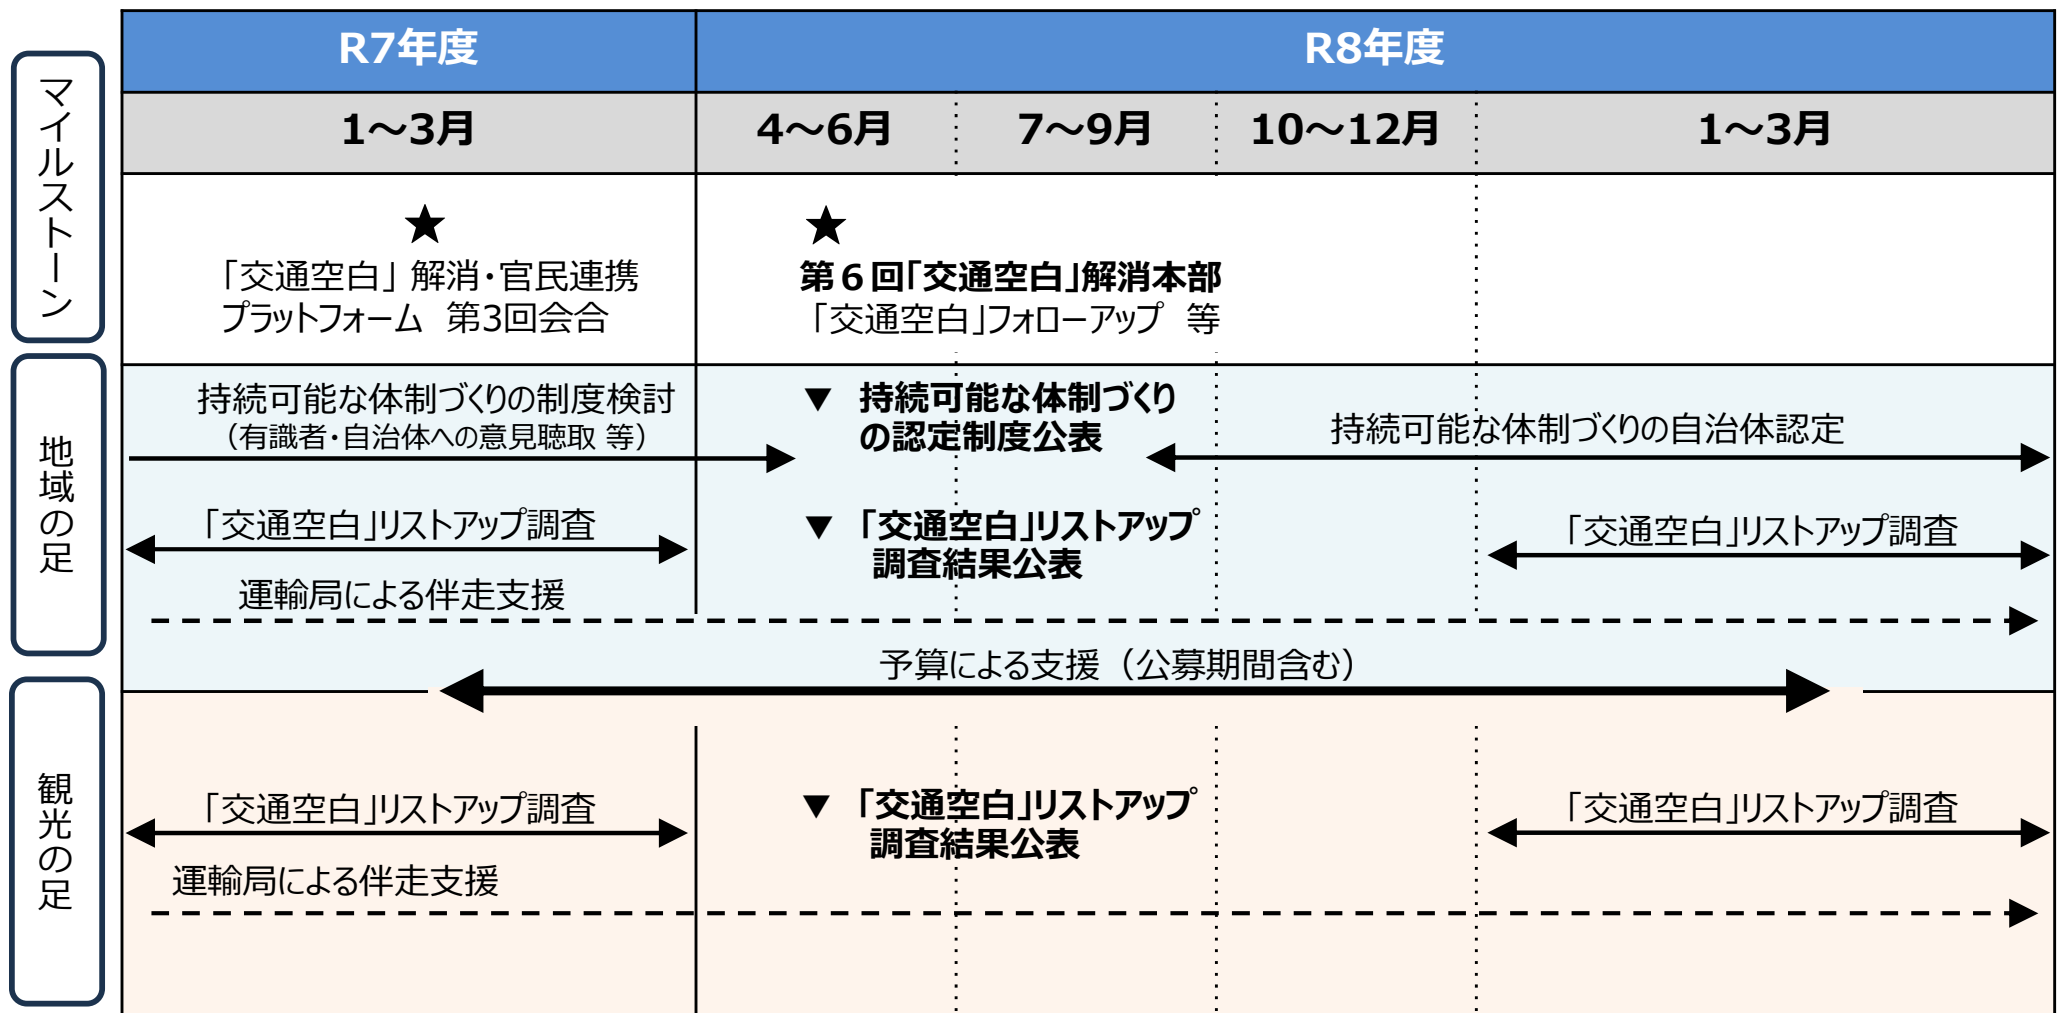 R7年度
R8年度
1～3月
4～6月
7～9月
10～12月
1～3月
マイルストーン
★
「交通空白」 解消・官民連携
プラットフォーム 第3回会合
★
第６回「交通空白」解消本部
「交通空白」フォローアップ 等
地域の足
持続可能な体制づくりの制度検討
（有識者・自治体への意見聴取 等）
▼ 持続可能な体制づくり
の認定制度公表
持続可能な体制づくりの自治体認定
「交通空白」リストアップ調査
▼ 「交通空白」リストアップ
調査結果公表
「交通空白」リストアップ調査
運輸局による伴走支援
予算による支援（公募期間含む）
観光の足
「交通空白」リストアップ調査
▼ 「交通空白」リストアップ
調査結果公表
「交通空白」リストアップ調査
運輸局による伴走支援